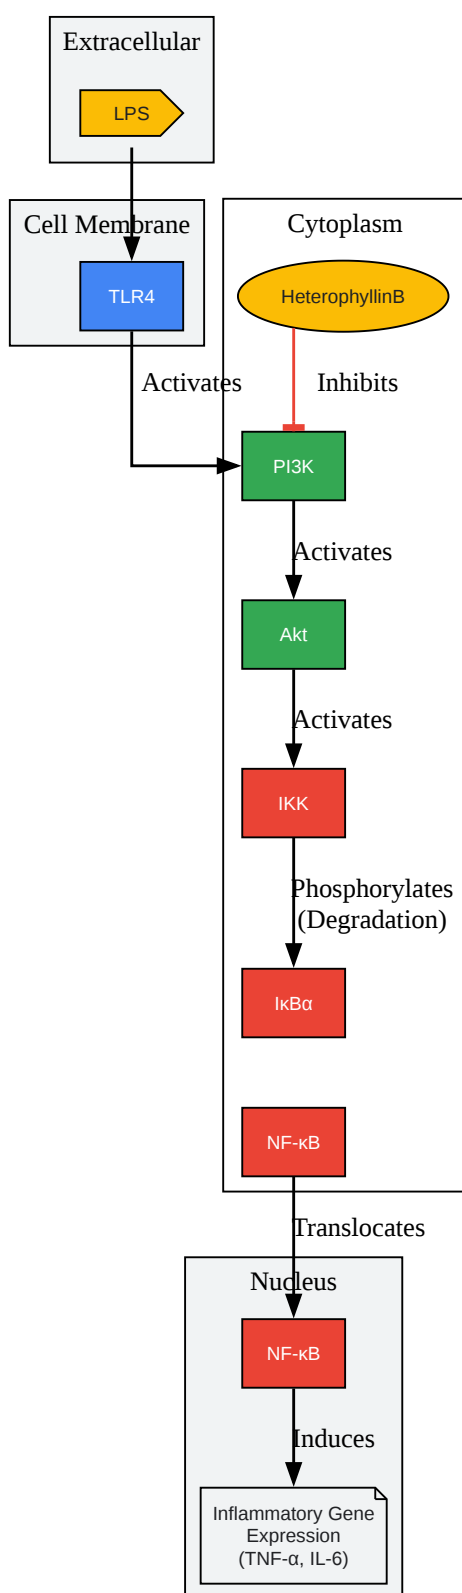 Extracellular
LPS
Cell Membrane
Cytoplasm
TLR4
HeterophyllinB
Activates
Inhibits
PI3K
Activates
Akt
Activates
IKK
Phosphorylates
(Degradation)
IκBα
NF-κB
Translocates
Nucleus
NF-κB
Induces
Inflammatory Gene
Expression
(TNF-α, IL-6)